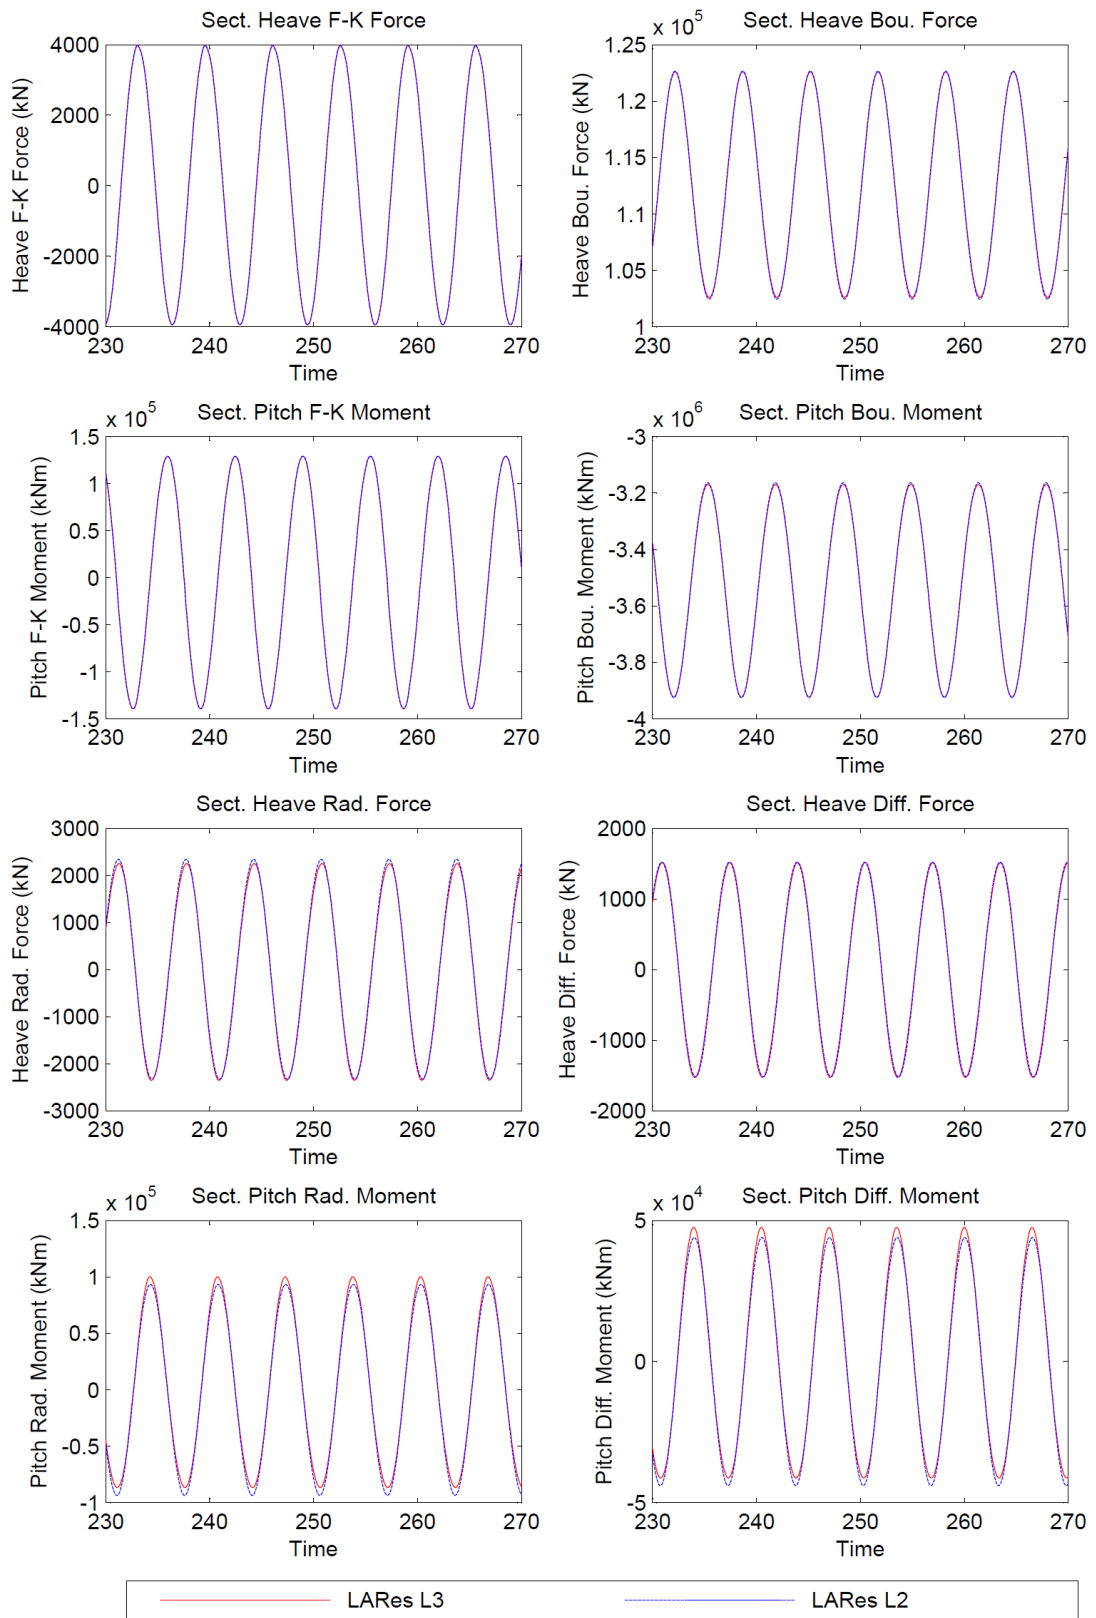 Sect. Heave F-K Force
Heave F-K Force (kN)
4000
2000
0
-2000
-4000
230 240 250 260 270
Time
Sect. Heave Bou. Force
x 10^5
Heave Bou. Force (kN)
1.25
1.2
1.15
1.1
1.05
1
230 240 250 260 270
Time
Sect. Pitch F-K Moment
x 10^5
Pitch F-K Moment (kNm)
1.5
1
0.5
0
-0.5
-1
-1.5
230 240 250 260 270
Time
Sect. Pitch Bou. Moment
x 10^6
Pitch Bou. Moment (kNm)
-3
-3.2
-3.4
-3.6
-3.8
-4
230 240 250 260 270
Time
Sect. Heave Rad. Force
Heave Rad. Force (kN)
3000
2000
1000
0
-1000
-2000
-3000
230 240 250 260 270
Time
Sect. Heave Diff. Force
Heave Diff. Force (kN)
2000
1000
0
-1000
-2000
230 240 250 260 270
Time
Sect. Pitch Rad. Moment
x 10^5
Pitch Rad. Moment (kNm)
1.5
1
0.5
0
-0.5
-1
230 240 250 260 270
Time
Sect. Pitch Diff. Moment
x 10^4
Pitch Diff. Moment (kNm)
5
0
-5
230 240 250 260 270
Time
LARes L3
LARes L2